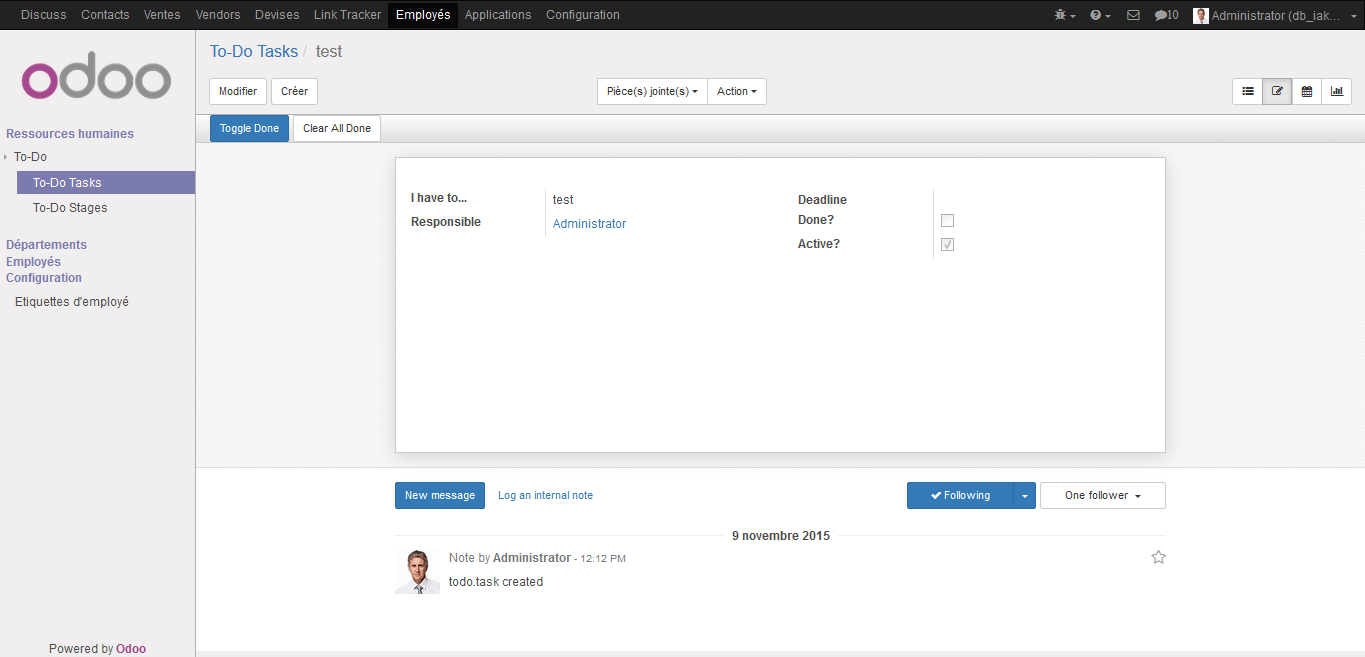 Discuss Contacts Ventes Vendors Devises Link Tracker Employés Applications Configuration 10 Administrator (db_iak...
odoo
To-Do Tasks / test
Modifier Créer Pièce(s) jointe(s) Action
Toggle Done Clear All Done
Ressources humaines
To-Do
To-Do Tasks
To-Do Stages
Départements
Employés
Configuration
Etiquettes d'employé
I have to... test Deadline
Responsible Administrator Done?
Active?
New message Log an internal note Following One follower
9 novembre 2015
Note by Administrator - 12:12 PM
todo.task created
Powered by Odoo